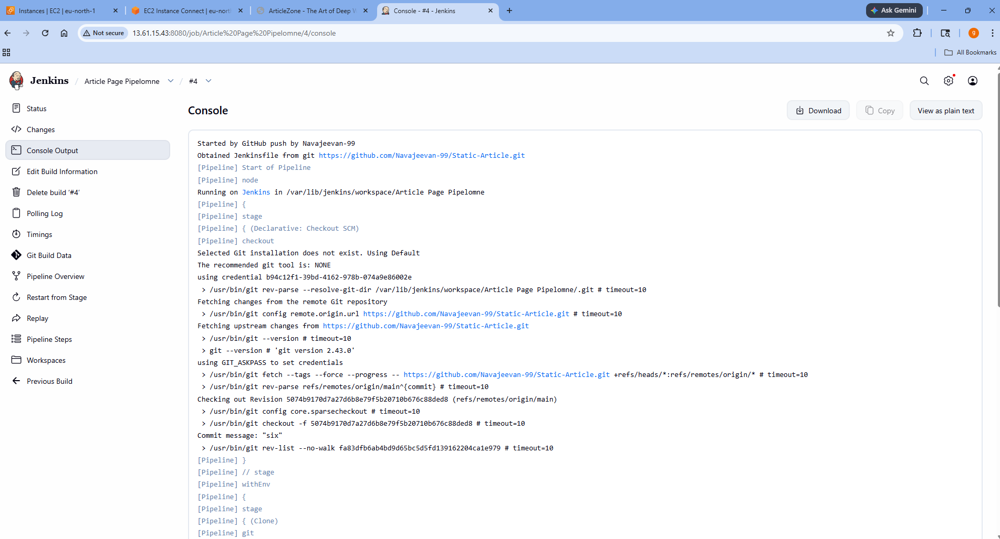 Instances | EC2 | eu-north-1
EC2 Instance Connect | eu-nort
ArticleZone - The Art of Deep W
Console - #4 - Jenkins
Ask Gemini
Not secure
13.61.15.43:8080/job/Article%20Page%20Pipelomne/4/console
g
All Bookmarks
Jenkins / Article Page Pipelomne / #4
Status
Changes
Console Output
Edit Build Information
Delete build ‘#4’
Polling Log
Timings
Git Build Data
Pipeline Overview
Restart from Stage
Replay
Pipeline Steps
Workspaces
Previous Build
Console
Download
Copy
View as plain text
Started by GitHub push by Navajeevan-99
Obtained Jenkinsfile from git https://github.com/Navajeevan-99/Static-Article.git
[Pipeline] Start of Pipeline
[Pipeline] node
Running on Jenkins in /var/lib/jenkins/workspace/Article Page Pipelomne
[Pipeline] {
[Pipeline] stage
[Pipeline] { (Declarative: Checkout SCM)
[Pipeline] checkout
Selected Git installation does not exist. Using Default
The recommended git tool is: NONE
using credential b94c12f1-39bd-4162-978b-074a9e86002e
> /usr/bin/git rev-parse --resolve-git-dir /var/lib/jenkins/workspace/Article Page Pipelomne/.git # timeout=10
Fetching changes from the remote Git repository
> /usr/bin/git config remote.origin.url https://github.com/Navajeevan-99/Static-Article.git # timeout=10
Fetching upstream changes from https://github.com/Navajeevan-99/Static-Article.git
> /usr/bin/git --version # timeout=10
> git --version # 'git version 2.43.0'
using GIT_ASKPASS to set credentials
> /usr/bin/git fetch --tags --force --progress -- https://github.com/Navajeevan-99/Static-Article.git +refs/heads/*:refs/remotes/origin/* # timeout=10
> /usr/bin/git rev-parse refs/remotes/origin/main^{commit} # timeout=10
Checking out Revision 5074b9170d7a27d6b8e79f5b20710b676c88ded8 (refs/remotes/origin/main)
> /usr/bin/git config core.sparsecheckout # timeout=10
> /usr/bin/git checkout -f 5074b9170d7a27d6b8e79f5b20710b676c88ded8 # timeout=10
Commit message: "six"
> /usr/bin/git rev-list --no-walk fa83dfb6ab4bd9d65bc5d5fd139162204ca1e979 # timeout=10
[Pipeline] }
[Pipeline] // stage
[Pipeline] withEnv
[Pipeline] {
[Pipeline] stage
[Pipeline] { (Clone)
[Pipeline] git